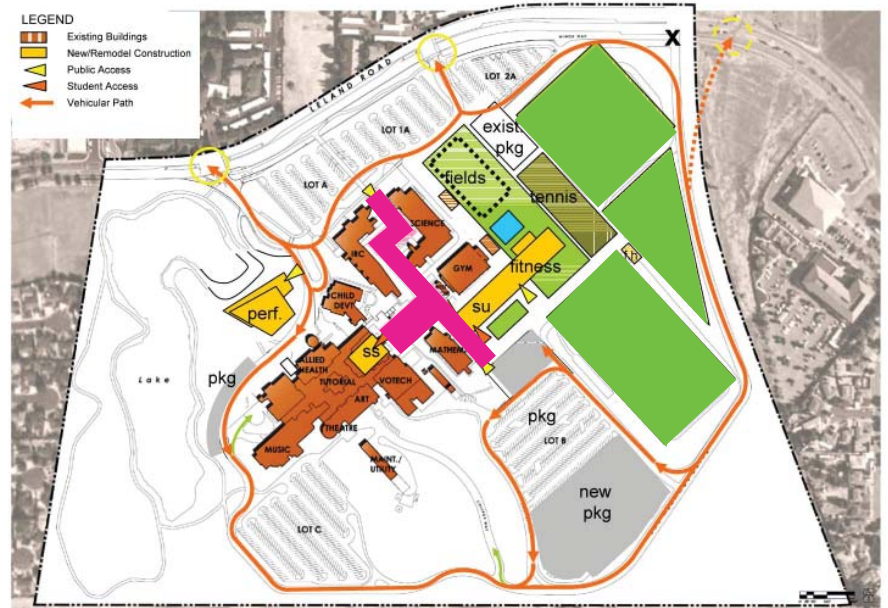 LEGEND
Existing Buildings
New/Remodel Construction
Public Access
Student Access
Vehicular Path
LELAND ROAD
X
LOT 2A
LOT 1A
LOT A
exist
pkg
fields
tennis
SCIENCE
LRC
GYM
fitness
f.h
CHILD
DEVT
su
perf.
ss
MATHEM
ALLIED
HEALTH
TUTORIAL
VOTECH
ART
THEATRE
MUSIC
Lake
pkg
pkg
LOT B
MAINT./
UTILITY
new
pkg
LOT C